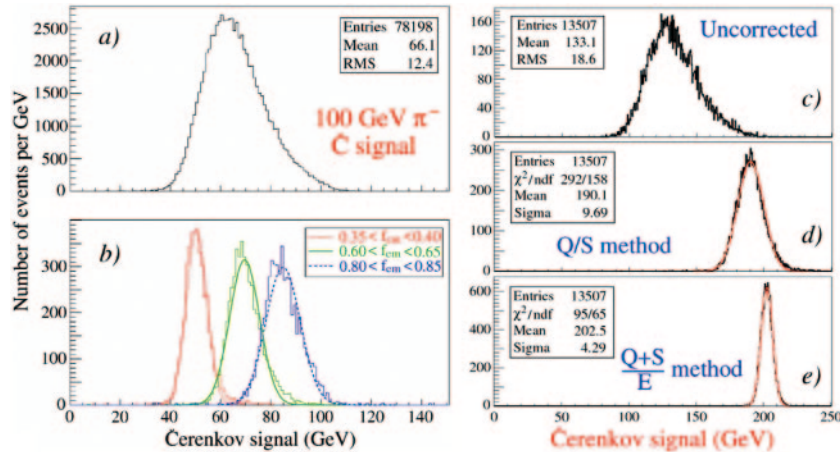 a)
Entries 78198
Mean 66.1
RMS 12.4
100 GeV π⁻
Č signal
2500
2000
1500
1000
500
0
b)
0.35 < f_em < 0.40
0.60 < f_em < 0.65
0.80 < f_em < 0.85
300
200
100
0
0 20 40 60 80 100 120 140
Čerenkov signal (GeV)
Number of events per GeV
c)
Entries 13507
Mean 133.1
RMS 18.6
Uncorrected
160
120
80
40
0
d)
Entries 13507
χ²/ndf 292/158
Mean 190.1
Sigma 9.69
Q/S method
300
200
100
0
e)
Entries 13507
χ²/ndf 95/65
Mean 202.5
Sigma 4.29
Q+S
E method
600
400
200
0
0 50 100 150 200 250
Čerenkov signal (GeV)